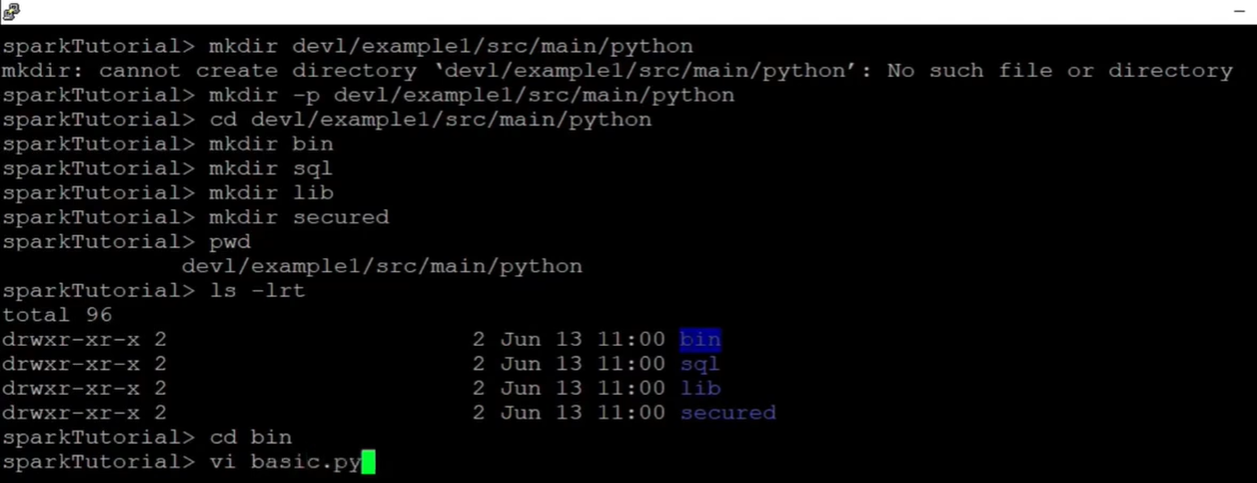 sparkTutorial> mkdir devl/example1/src/main/python
mkdir: cannot create directory ‘devl/example1/src/main/python’: No such file or directory
sparkTutorial> mkdir -p devl/example1/src/main/python
sparkTutorial> cd devl/example1/src/main/python
sparkTutorial> mkdir bin
sparkTutorial> mkdir sql
sparkTutorial> mkdir lib
sparkTutorial> mkdir secured
sparkTutorial> pwd
devl/example1/src/main/python
sparkTutorial> ls -lrt
total 96
drwxr-xr-x 2 2 Jun 13 11:00 bin
drwxr-xr-x 2 2 Jun 13 11:00 sql
drwxr-xr-x 2 2 Jun 13 11:00 lib
drwxr-xr-x 2 2 Jun 13 11:00 secured
sparkTutorial> cd bin
sparkTutorial> vi basic.py